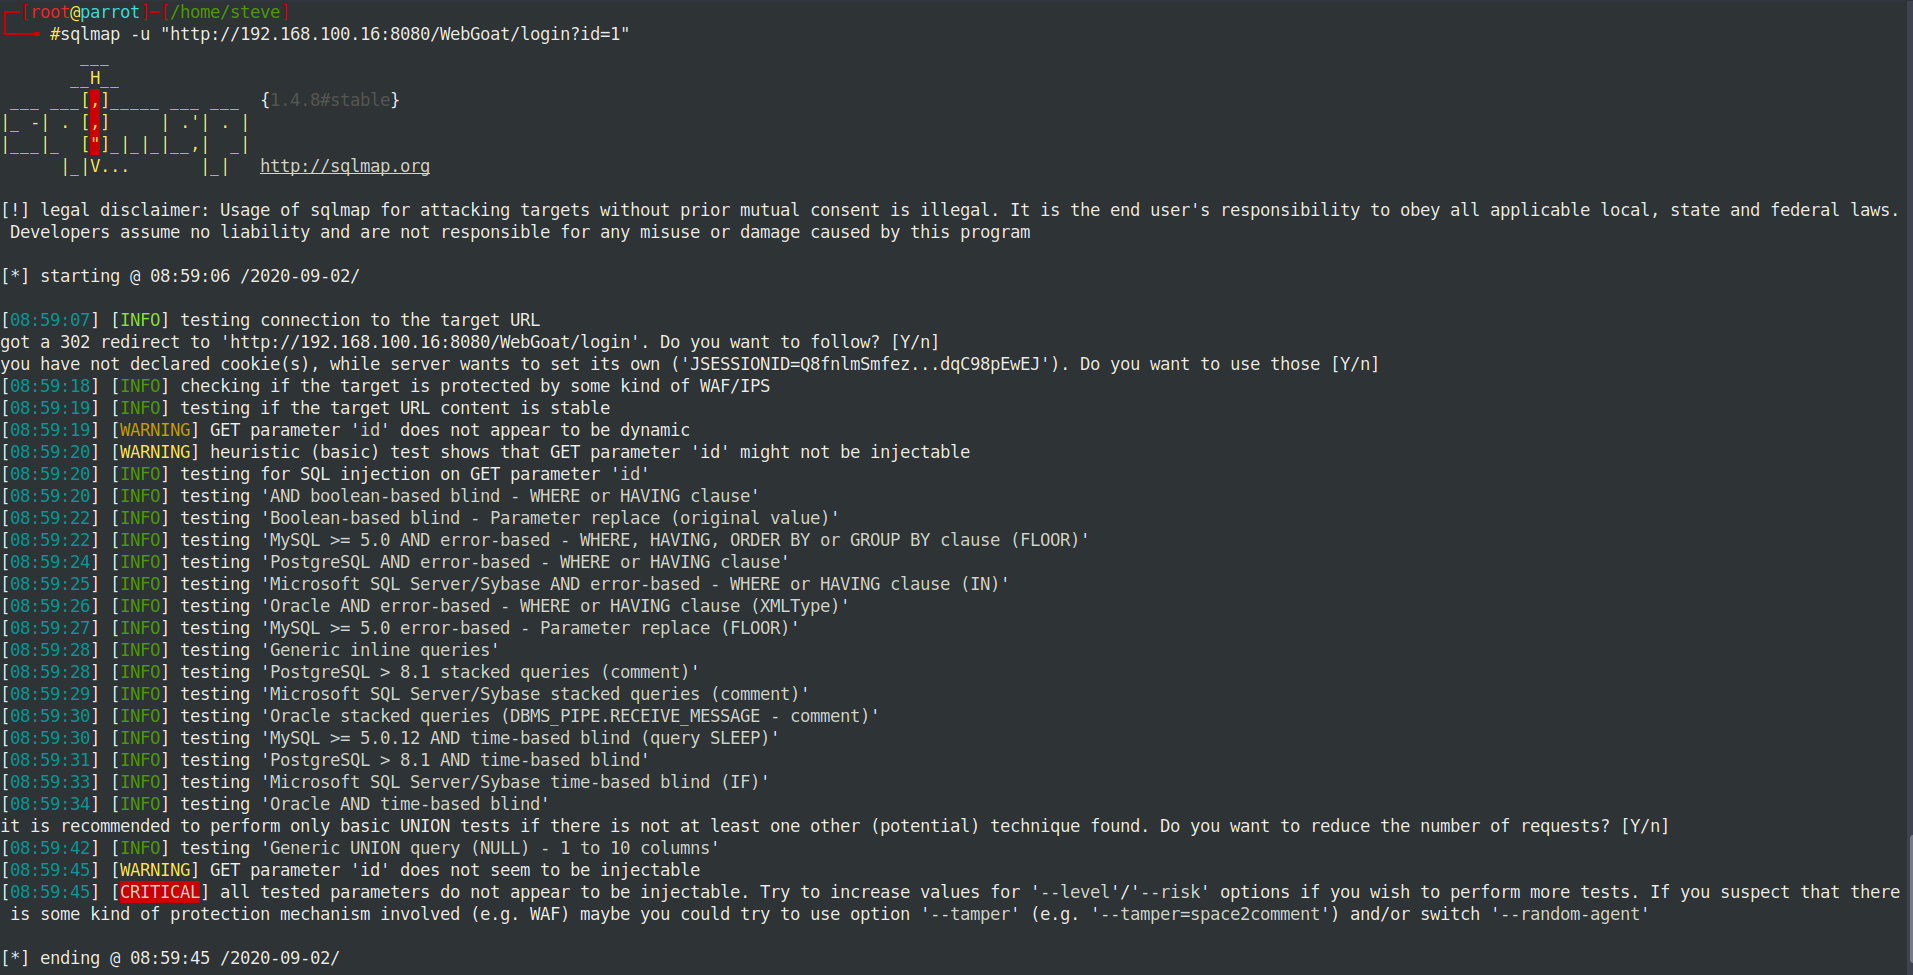 ┌─[root@parrot]─[/home/steve]
└──╼ #sqlmap -u "http://192.168.100.16:8080/WebGoat/login?id=1"
        ___
       __H__
 ___ ___[,]_____ ___ ___  {1.4.8#stable}
|_ -| . [,]     | .'| . |
|___|_  ["]_|_|_|__,|  _|
      |_|V...       |_|   http://sqlmap.org
[!] legal disclaimer: Usage of sqlmap for attacking targets without prior mutual consent is illegal. It is the end user's responsibility to obey all applicable local, state and federal laws.
 Developers assume no liability and are not responsible for any misuse or damage caused by this program
[*] starting @ 08:59:06 /2020-09-02/
[08:59:07] [INFO] testing connection to the target URL
got a 302 redirect to 'http://192.168.100.16:8080/WebGoat/login'. Do you want to follow? [Y/n]
you have not declared cookie(s), while server wants to set its own ('JSESSIONID=Q8fnlmSmfez...dqC98pEwEJ'). Do you want to use those [Y/n]
[08:59:18] [INFO] checking if the target is protected by some kind of WAF/IPS
[08:59:19] [INFO] testing if the target URL content is stable
[08:59:19] [WARNING] GET parameter 'id' does not appear to be dynamic
[08:59:20] [WARNING] heuristic (basic) test shows that GET parameter 'id' might not be injectable
[08:59:20] [INFO] testing for SQL injection on GET parameter 'id'
[08:59:20] [INFO] testing 'AND boolean-based blind - WHERE or HAVING clause'
[08:59:22] [INFO] testing 'Boolean-based blind - Parameter replace (original value)'
[08:59:22] [INFO] testing 'MySQL >= 5.0 AND error-based - WHERE, HAVING, ORDER BY or GROUP BY clause (FLOOR)'
[08:59:24] [INFO] testing 'PostgreSQL AND error-based - WHERE or HAVING clause'
[08:59:25] [INFO] testing 'Microsoft SQL Server/Sybase AND error-based - WHERE or HAVING clause (IN)'
[08:59:26] [INFO] testing 'Oracle AND error-based - WHERE or HAVING clause (XMLType)'
[08:59:27] [INFO] testing 'MySQL >= 5.0 error-based - Parameter replace (FLOOR)'
[08:59:28] [INFO] testing 'Generic inline queries'
[08:59:28] [INFO] testing 'PostgreSQL > 8.1 stacked queries (comment)'
[08:59:29] [INFO] testing 'Microsoft SQL Server/Sybase stacked queries (comment)'
[08:59:30] [INFO] testing 'Oracle stacked queries (DBMS_PIPE.RECEIVE_MESSAGE - comment)'
[08:59:30] [INFO] testing 'MySQL >= 5.0.12 AND time-based blind (query SLEEP)'
[08:59:31] [INFO] testing 'PostgreSQL > 8.1 AND time-based blind'
[08:59:33] [INFO] testing 'Microsoft SQL Server/Sybase time-based blind (IF)'
[08:59:34] [INFO] testing 'Oracle AND time-based blind'
it is recommended to perform only basic UNION tests if there is not at least one other (potential) technique found. Do you want to reduce the number of requests? [Y/n]
[08:59:42] [INFO] testing 'Generic UNION query (NULL) - 1 to 10 columns'
[08:59:45] [WARNING] GET parameter 'id' does not seem to be injectable
[08:59:45] [CRITICAL] all tested parameters do not appear to be injectable. Try to increase values for '--level'/'--risk' options if you wish to perform more tests. If you suspect that there
 is some kind of protection mechanism involved (e.g. WAF) maybe you could try to use option '--tamper' (e.g. '--tamper=space2comment') and/or switch '--random-agent'
[*] ending @ 08:59:45 /2020-09-02/